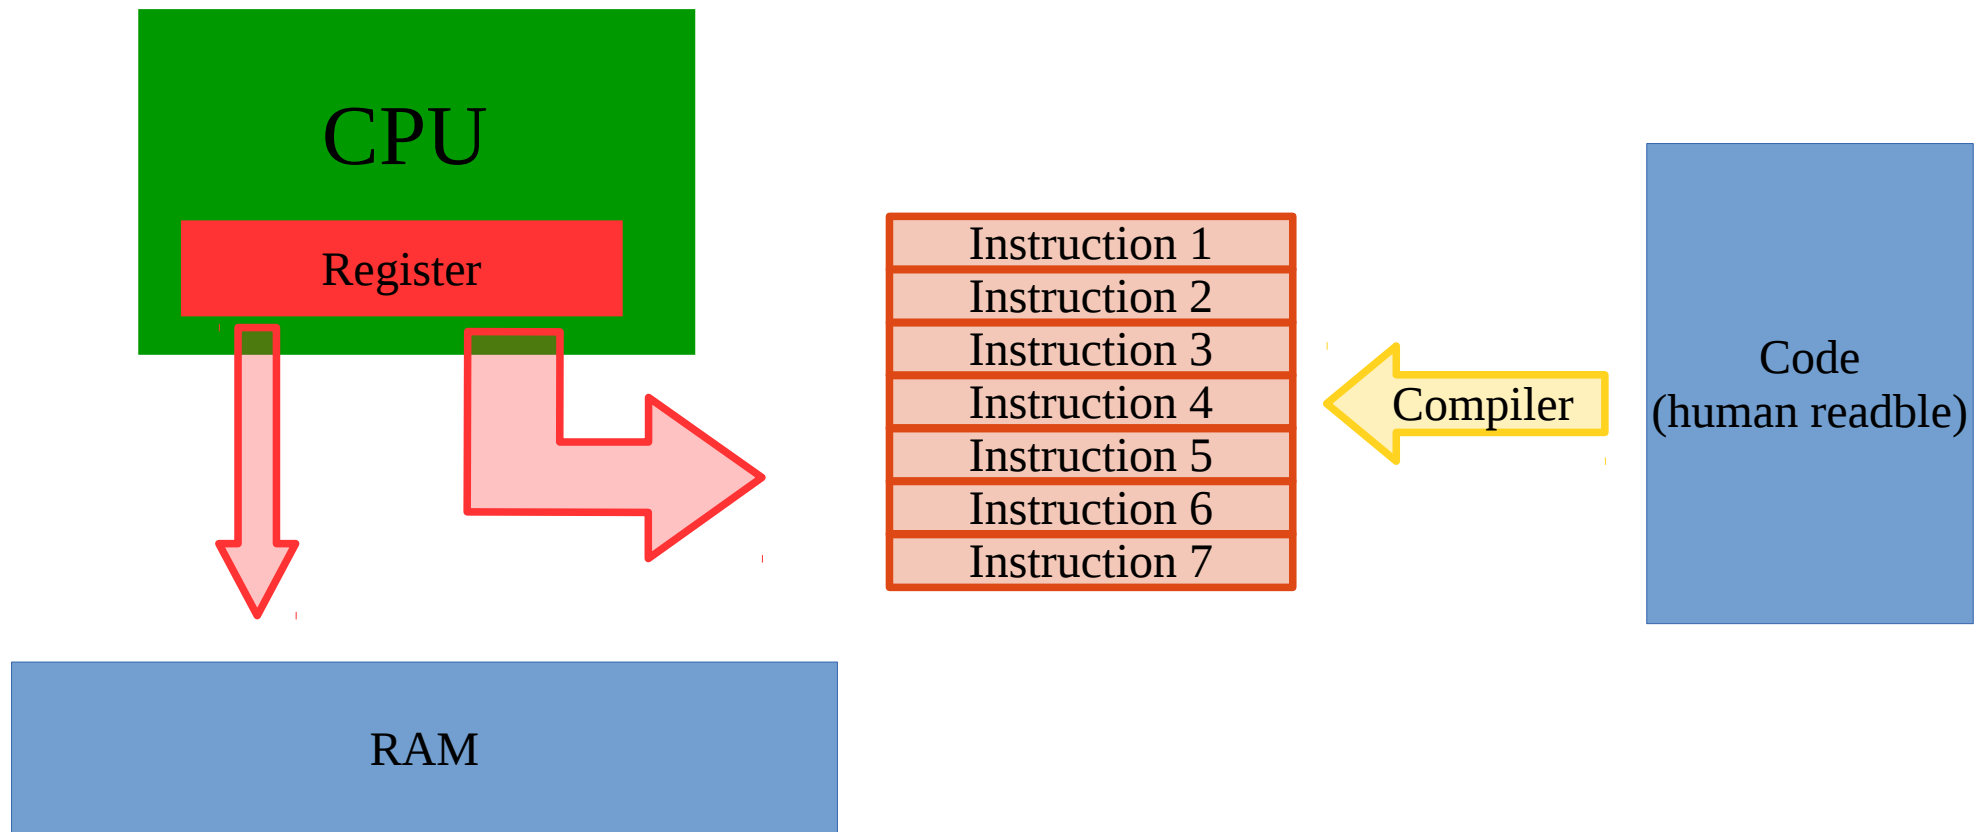 CPU
Register
Instruction 1
Instruction 2
Instruction 3
Instruction 4
Instruction 5
Instruction 6
Instruction 7
Compiler
Code
(human readble)
RAM